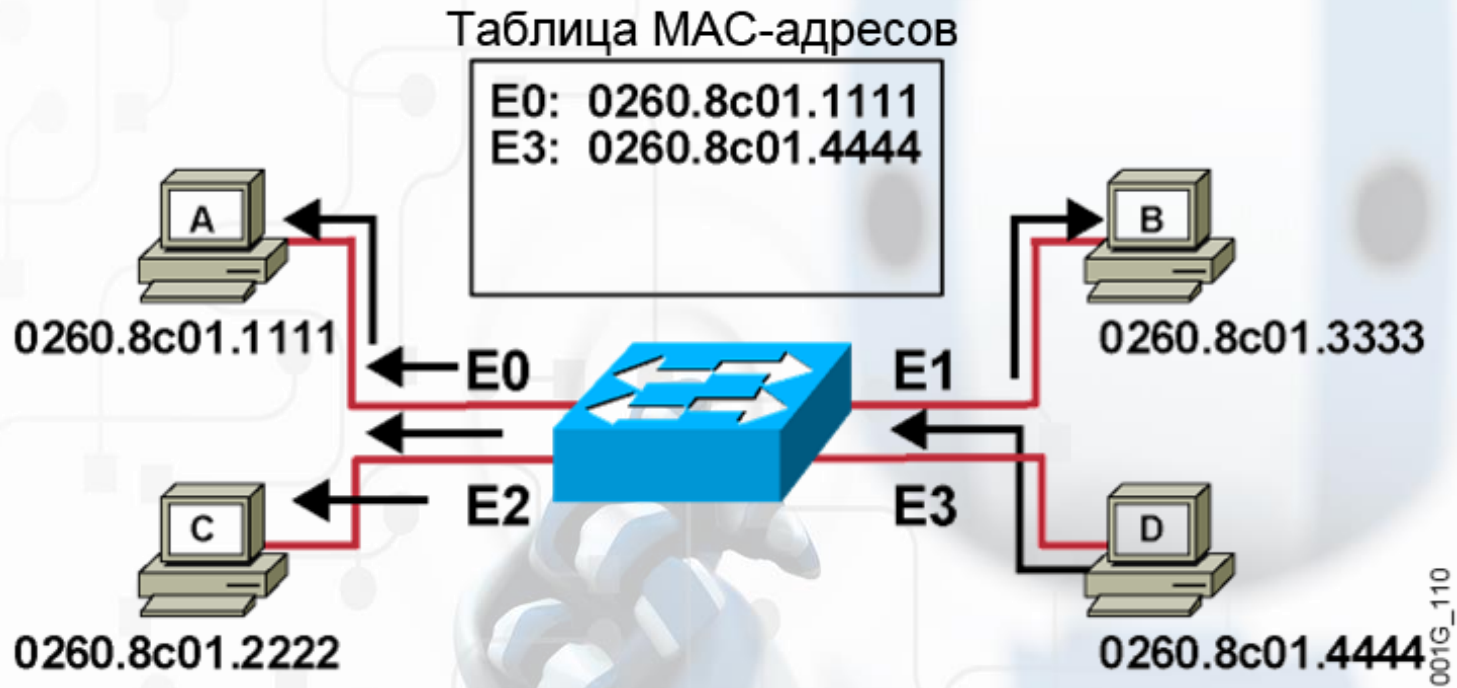 Таблица MAC-адресов
E0: 0260.8c01.1111
E3: 0260.8c01.4444
A
B
0260.8c01.1111
0260.8c01.3333
E0
E1
E2
E3
C
D
0260.8c01.2222
0260.8c01.4444
001G_110